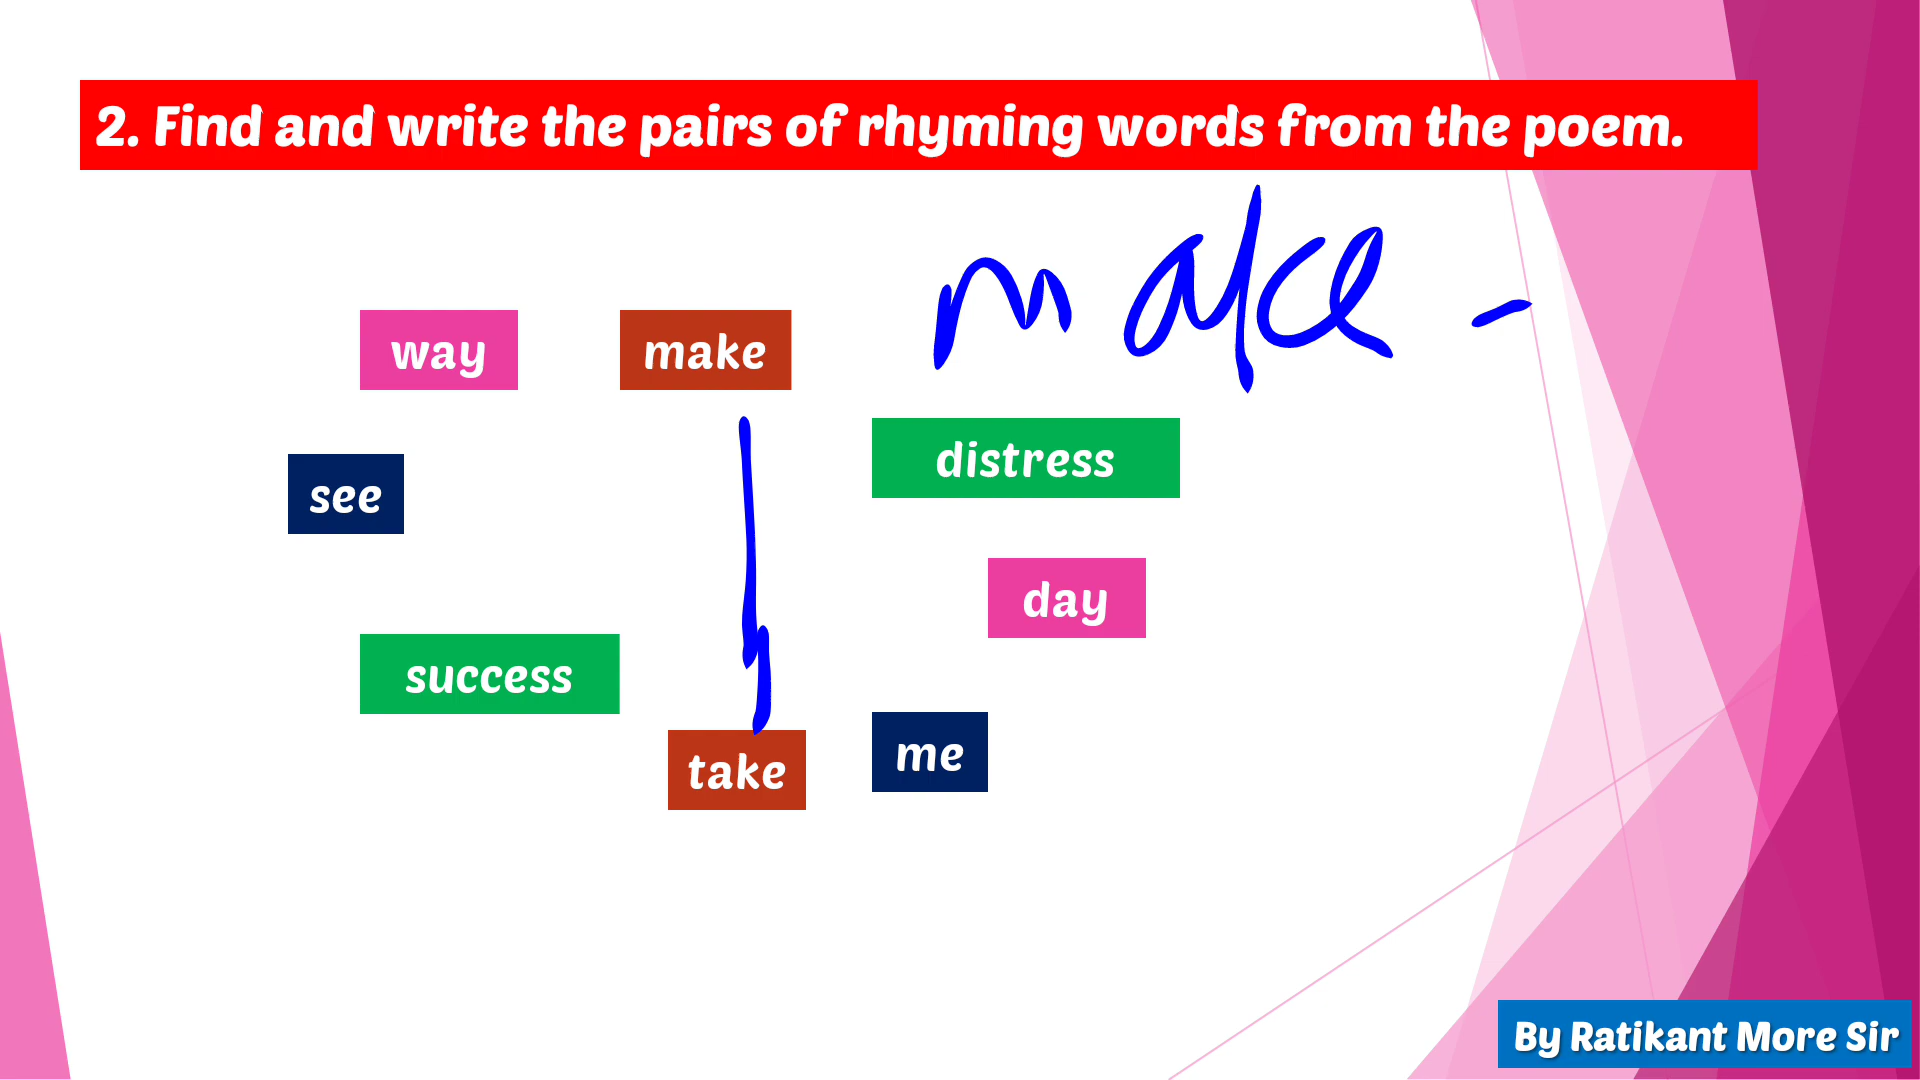 2. Find and write the pairs of rhyming words from the poem.
make -
way make
distress
see
day
success
me
take
By Ratikant More Sir